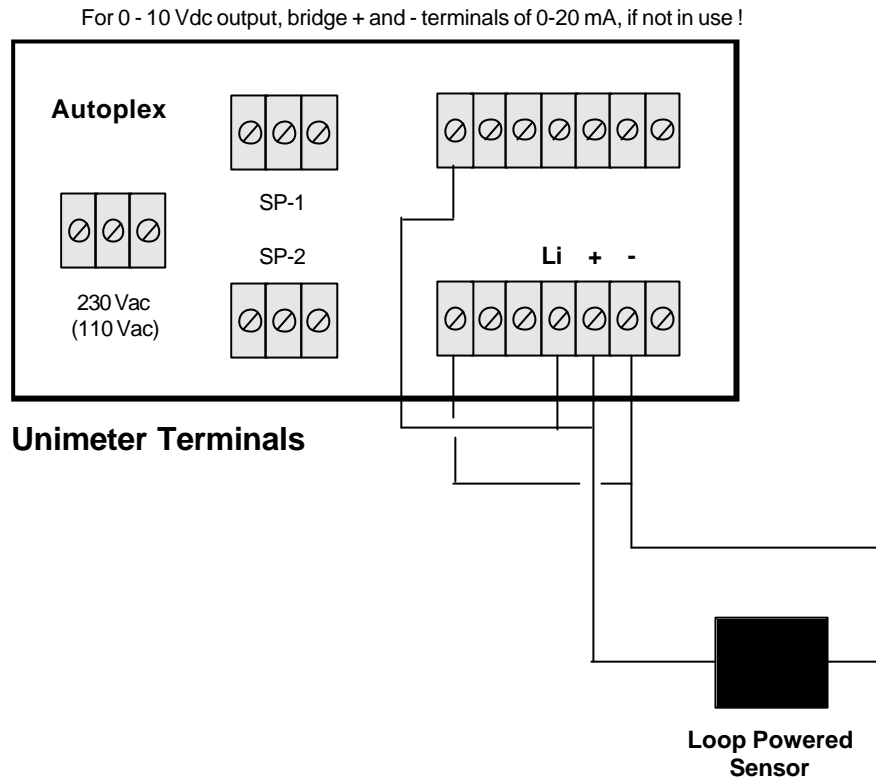 For 0 - 10 Vdc output, bridge + and - terminals of 0-20 mA, if not in use !
Autoplex
SP-1
SP-2
Li + -
230 Vac
(110 Vac)
Unimeter Terminals
Loop Powered
Sensor